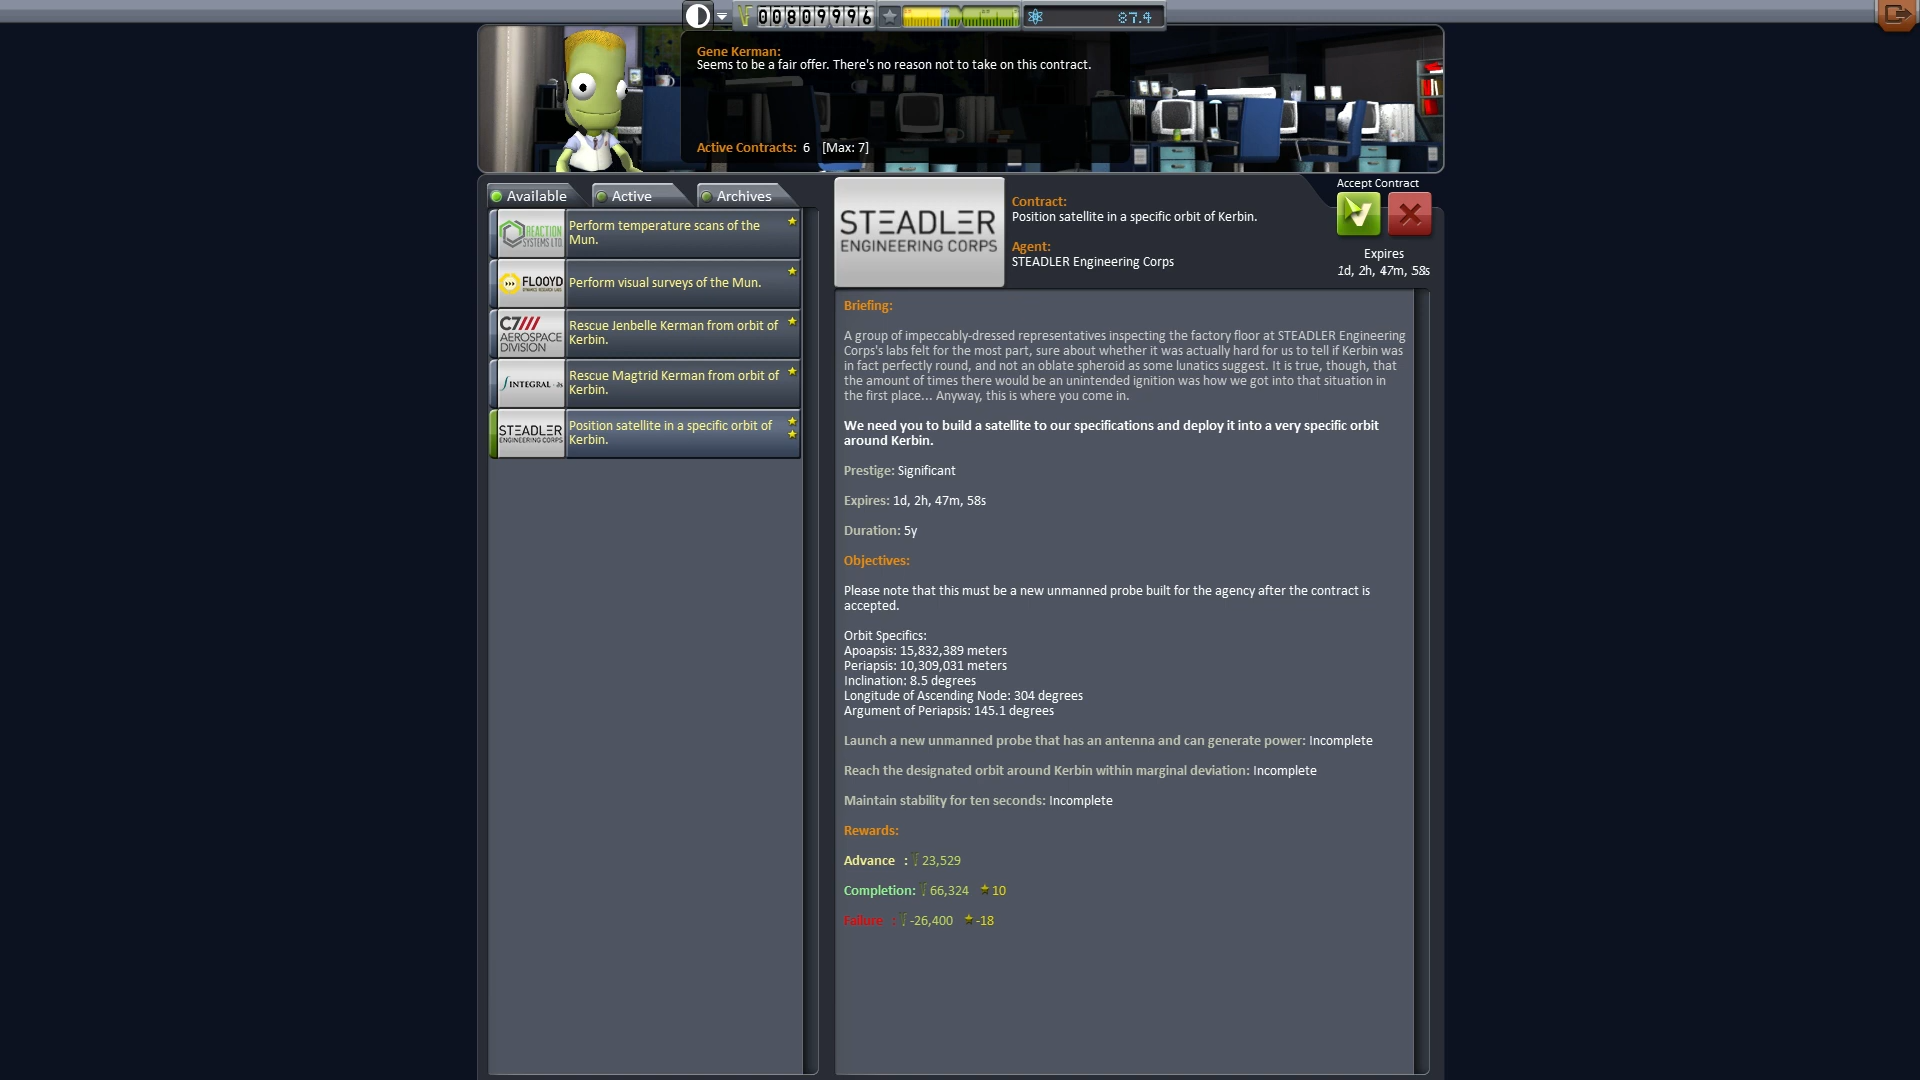 00809996
87.4
Gene Kerman:
Seems to be a fair offer. There's no reason not to take on this contract.
Active Contracts: 6 [Max: 7]
Available
Active
Archives
REACTION
SYSTEMS LTD
Perform temperature scans of the
Mun.
FLOOYD
Perform visual surveys of the Mun.
C7///
AEROSPACE
DIVISION
Rescue Jenbelle Kerman from orbit of
Kerbin.
INTEGRAL
Rescue Magtrid Kerman from orbit of
Kerbin.
STEADLER
ENGINEERING CORPS
Position satellite in a specific orbit of
Kerbin.
STEADLER
ENGINEERING CORPS
Contract:
Position satellite in a specific orbit of Kerbin.
Agent:
STEADLER Engineering Corps
Accept Contract
Expires
1d, 2h, 47m, 58s
Briefing:
A group of impeccably-dressed representatives inspecting the factory floor at STEADLER Engineering
Corps's labs felt for the most part, sure about whether it was actually hard for us to tell if Kerbin was
in fact perfectly round, and not an oblate spheroid as some lunatics suggest. It is true, though, that
the amount of times there would be an unintended ignition was how we got into that situation in
the first place... Anyway, this is where you come in.
We need you to build a satellite to our specifications and deploy it into a very specific orbit
around Kerbin.
Prestige: Significant
Expires: 1d, 2h, 47m, 58s
Duration: 5y
Objectives:
Please note that this must be a new unmanned probe built for the agency after the contract is
accepted.
Orbit Specifics:
Apoapsis: 15,832,389 meters
Periapsis: 10,309,031 meters
Inclination: 8.5 degrees
Longitude of Ascending Node: 304 degrees
Argument of Periapsis: 145.1 degrees
Launch a new unmanned probe that has an antenna and can generate power: Incomplete
Reach the designated orbit around Kerbin within marginal deviation: Incomplete
Maintain stability for ten seconds: Incomplete
Rewards:
Advance : 23,529
Completion: 66,324 10
Failure : -26,400 -18